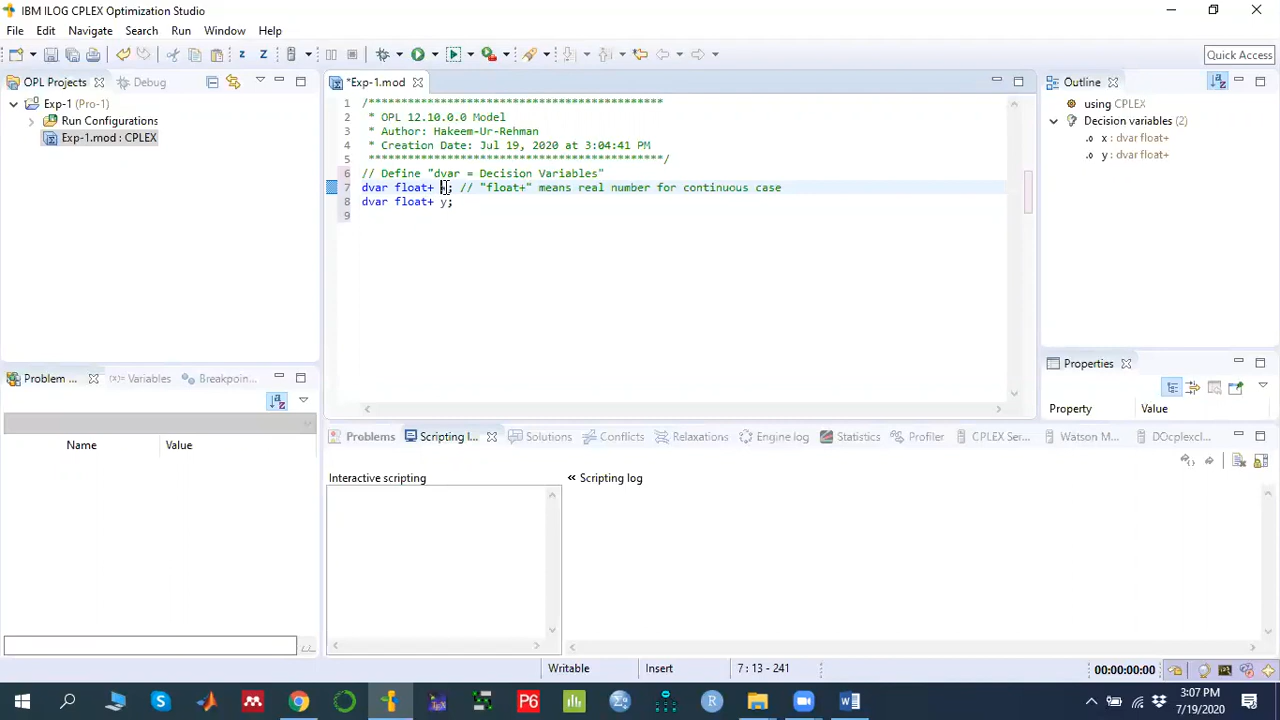 IBM ILOG CPLEX Optimization Studio
File Edit Navigate Search Run Window Help
Quick Access
OPL Projects Debug
*Exp-1.mod
Outline
Exp-1 (Pro-1)
Run Configurations
Exp-1.mod : CPLEX
1 /*********************************************
2 * OPL 12.10.0.0 Model
3 * Author: Hakeem-Ur-Rehman
4 * Creation Date: Jul 19, 2020 at 3:04:41 PM
5 *********************************************/
6 // Define "dvar = Decision Variables"
7 dvar float+ ; // "float+" means real number for continuous case
8 dvar float+ y;
9
using CPLEX
Decision variables (2)
x : dvar float+
y : dvar float+
Properties
Property Value
Problem ... (x)= Variables Breakpoin...
Name Value
Problems Scripting l... Solutions Conflicts Relaxations Engine log Statistics Profiler CPLEX Ser... Watson M... DOcplexcl...
Interactive scripting
« Scripting log
Writable Insert 7 : 13 - 241 00:00:00:00
P6 R W
3:07 PM
7/19/2020